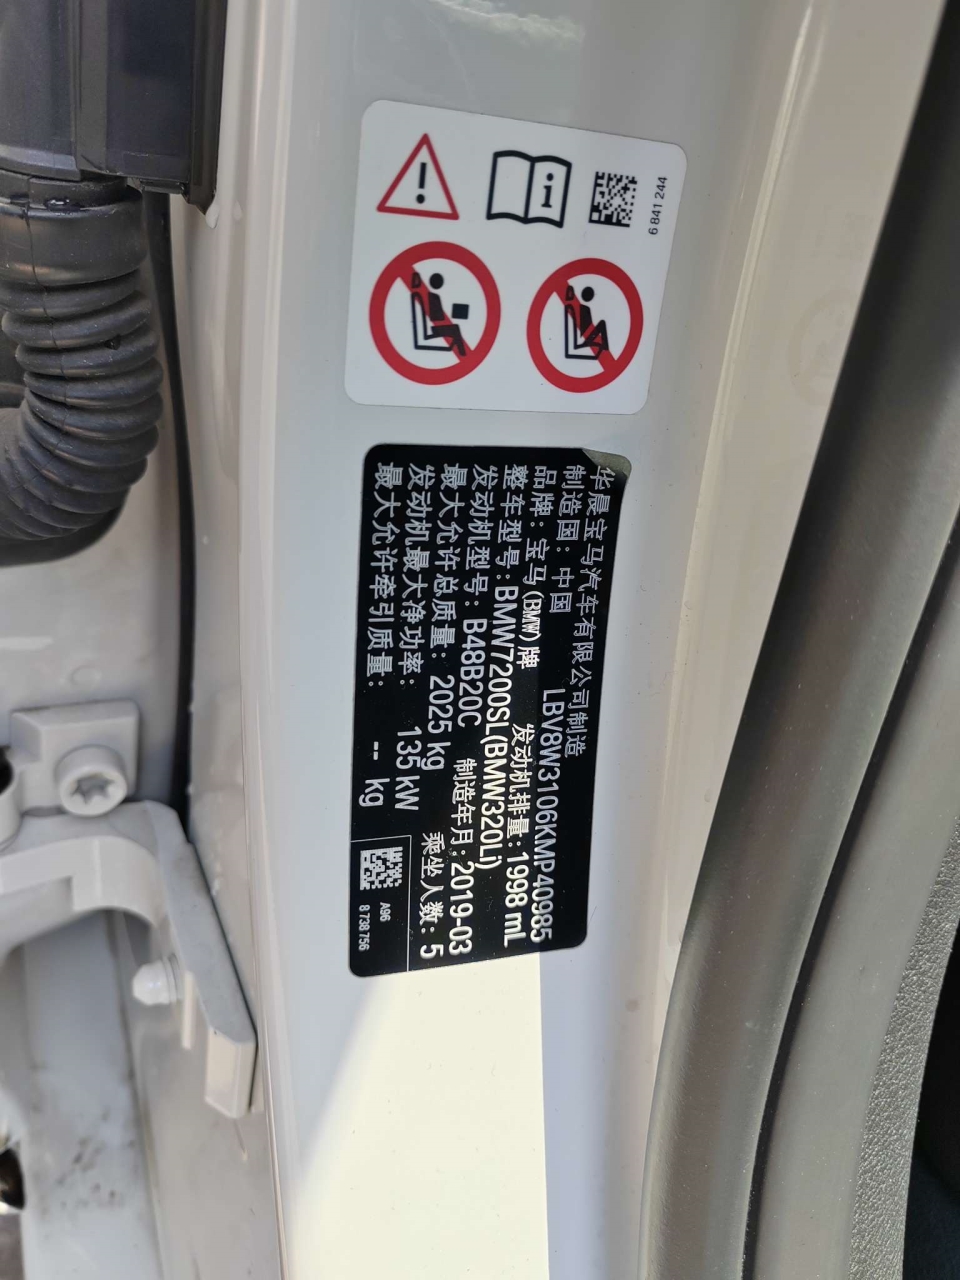 6 841 244
华晨宝马汽车有限公司制造
制造国：中国 LBV8W3106KMP40985
品牌：宝马(BMW)牌 发动机排量：1998 mL
整车型号：BMW7200SL(BMW320Li)
发动机型号：B48B20C 制造年月：2019-03
最大允许总质量：2025 kg 乘坐人数：5
发动机最大净功率：135 kW
最大允许牵引质量：-- kg
A96
8 738 756